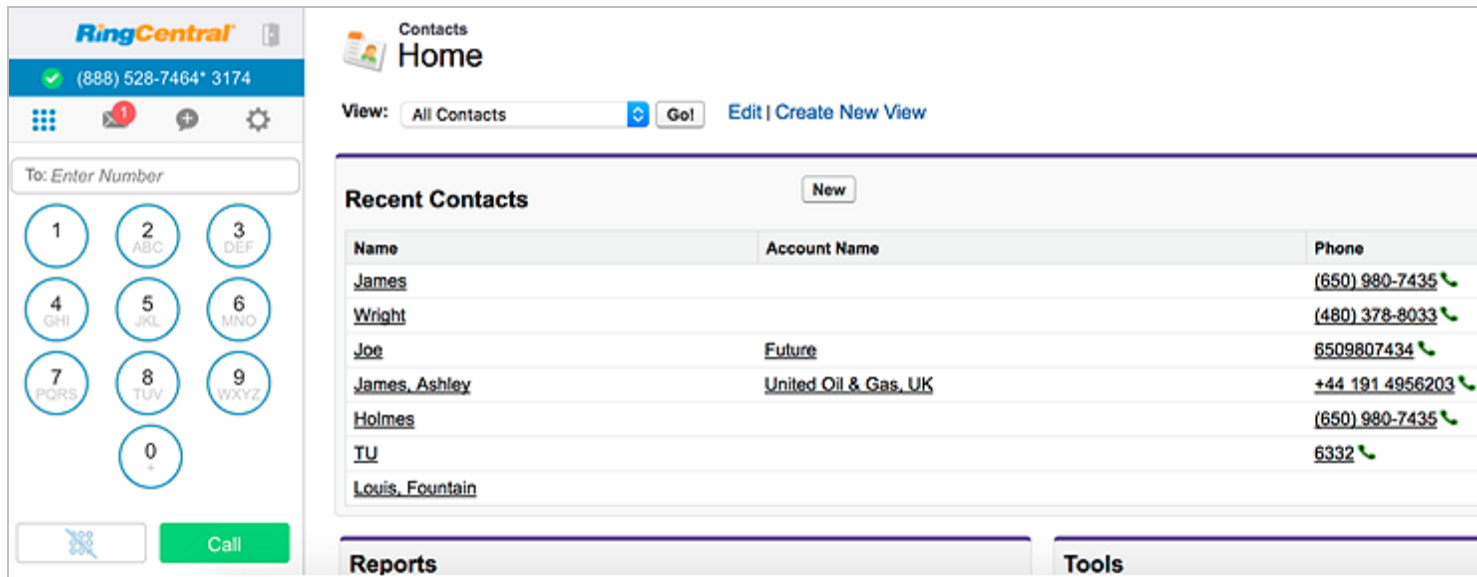 RingCentral
(888) 528-7464* 3174
1
To: Enter Number
1
2
ABC
3
DEF
4
GHI
5
JKL
6
MNO
7
PQRS
8
TUV
9
WXYZ
0
+
Call
Contacts
Home
View: All Contacts Go! Edit | Create New View
Recent Contacts New
Name Account Name Phone
James (650) 980-7435
Wright (480) 378-8033
Joe Future 6509807434
James, Ashley United Oil & Gas, UK +44 191 4956203
Holmes (650) 980-7435
TU 6332
Louis, Fountain
Reports
Tools